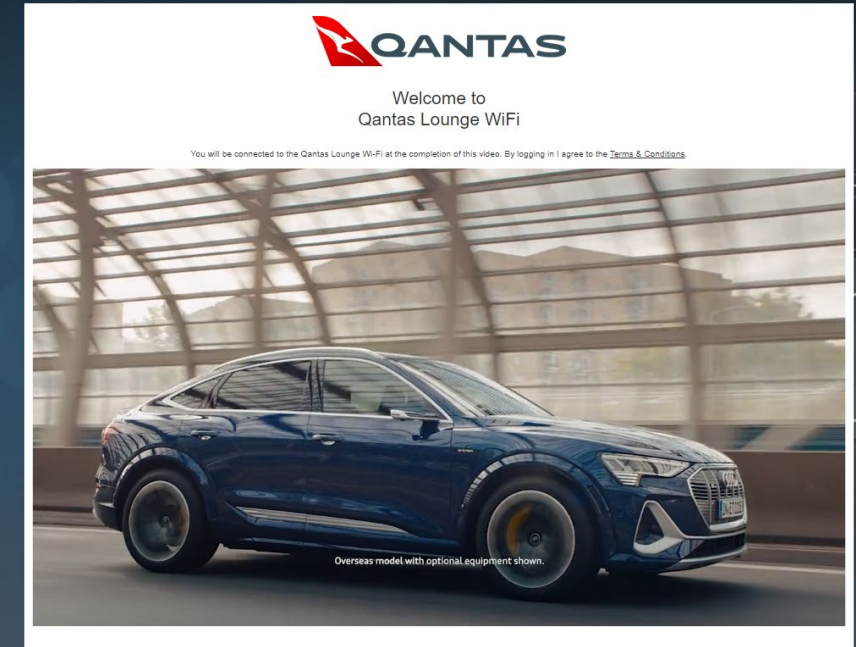 QANTAS
Welcome to
Qantas Lounge WiFi
You will be connected to the Qantas Lounge Wi-Fi at the completion of this video. By logging in I agree to the Terms & Conditions.
Overseas model with optional equipment shown.